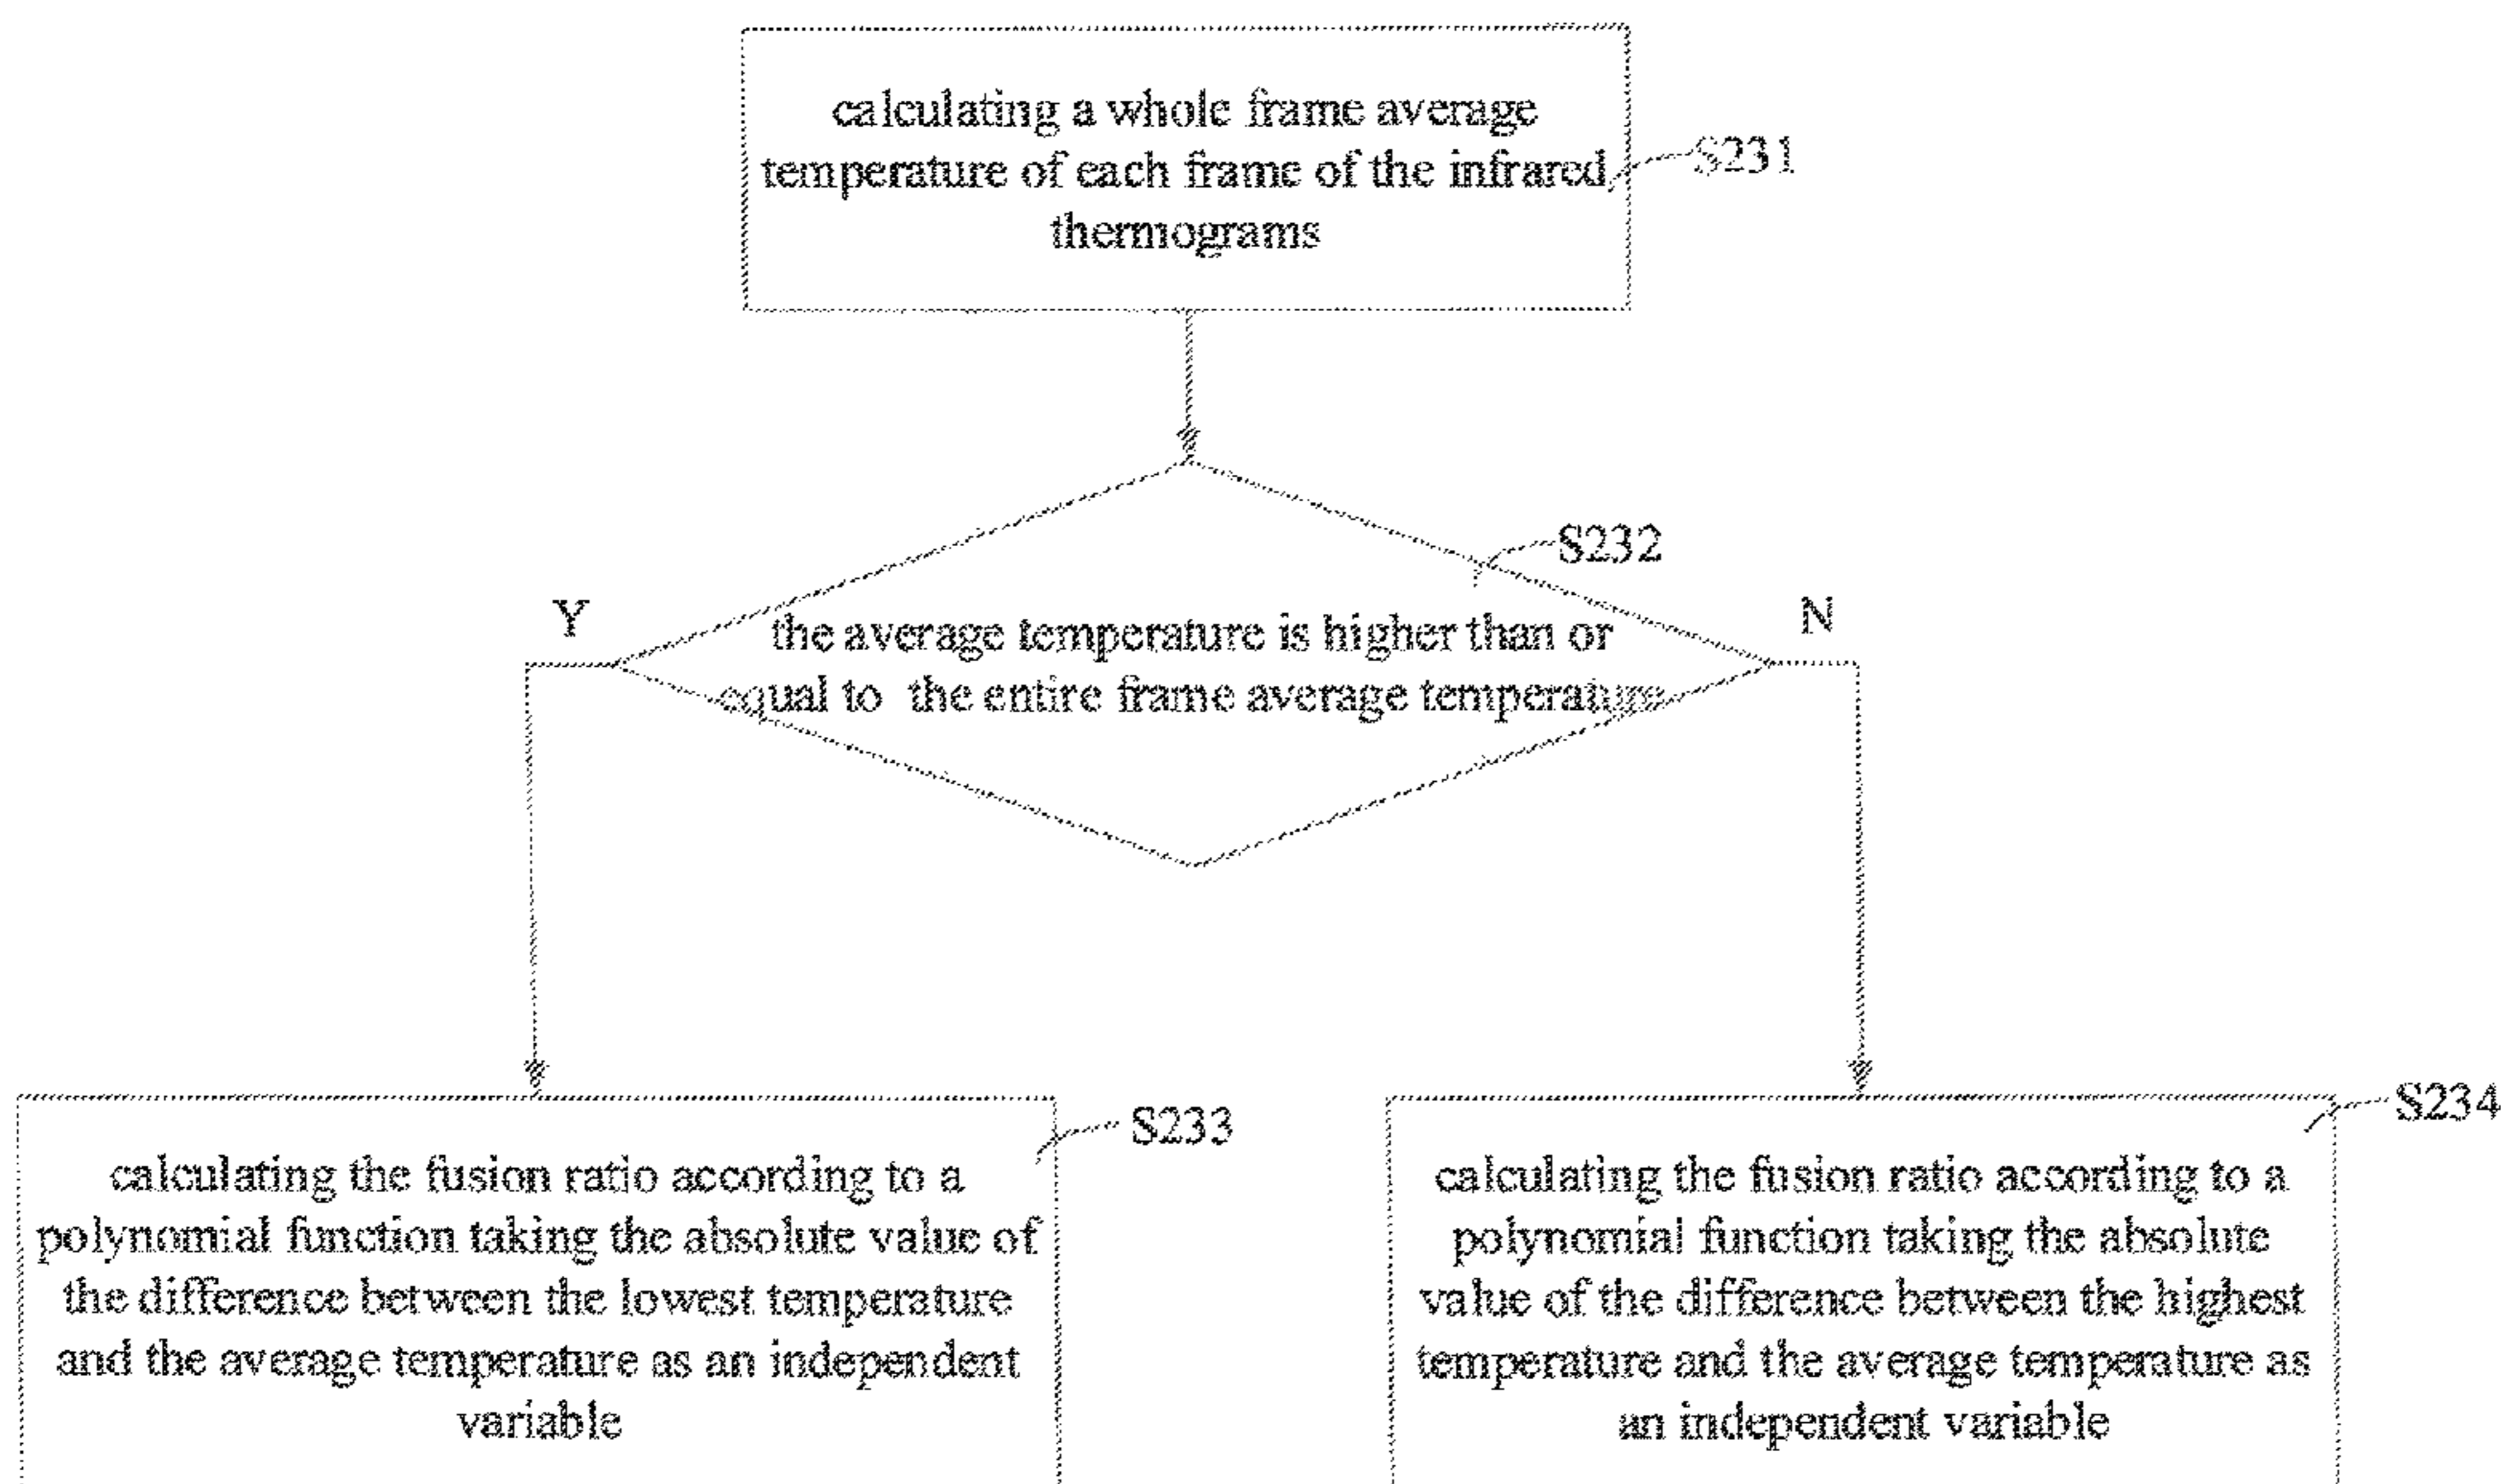 calculating a whole frame average
temperature of each frame of the infrared
thermograms
S231
S232
Y
N
the average temperature is higher than or
equal to the entire frame average temperature
S233
calculating the fusion ratio according to a
polynomial function taking the absolute value of
the difference between the lowest temperature
and the average temperature as an independent
variable
S234
calculating the fusion ratio according to a
polynomial function taking the absolute
value of the difference between the highest
temperature and the average temperature as
an independent variable